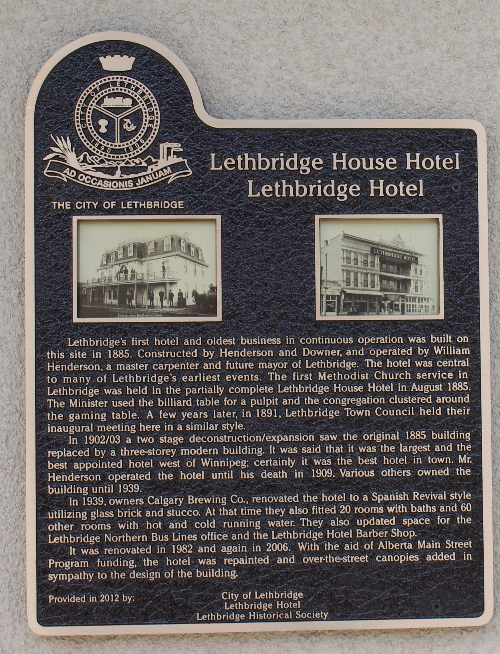 AD OCCASIONIS JANUAM
THE CITY OF LETHBRIDGE
Lethbridge House Hotel
Lethbridge Hotel
LETHBRIDGE HOTEL
Lethbridge's first hotel and oldest business in continuous operation was built on
this site in 1885. Constructed by Henderson and Downer, and operated by William
Henderson, a master carpenter and future mayor of Lethbridge. The hotel was central
to many of Lethbridge's earliest events. The first Methodist Church service in
Lethbridge was held in the partially complete Lethbridge House Hotel in August 1885.
The Minister used the billiard table for a pulpit and the congregation clustered around
the gaming table. A few years later, in 1891, Lethbridge Town Council held their
inaugural meeting here in a similar style.
In 1902/03 a two stage deconstruction/expansion saw the original 1885 building
replaced by a three-storey modern building. It was said that it was the largest and the
best appointed hotel west of Winnipeg; certainly it was the best hotel in town. Mr.
Henderson operated the hotel until his death in 1909. Various others owned the
building until 1939.
In 1939, owners Calgary Brewing Co., renovated the hotel to a Spanish Revival style
utilizing glass brick and stucco. At that time they also fitted 20 rooms with baths and 60
other rooms with hot and cold running water. They also updated space for the
Lethbridge Northern Bus Lines office and the Lethbridge Hotel Barber Shop.
It was renovated in 1982 and again in 2006. With the aid of Alberta Main Street
Program funding, the hotel was repainted and over-the-street canopies added in
sympathy to the design of the building.
Provided in 2012 by:
City of Lethbridge
Lethbridge Hotel
Lethbridge Historical Society